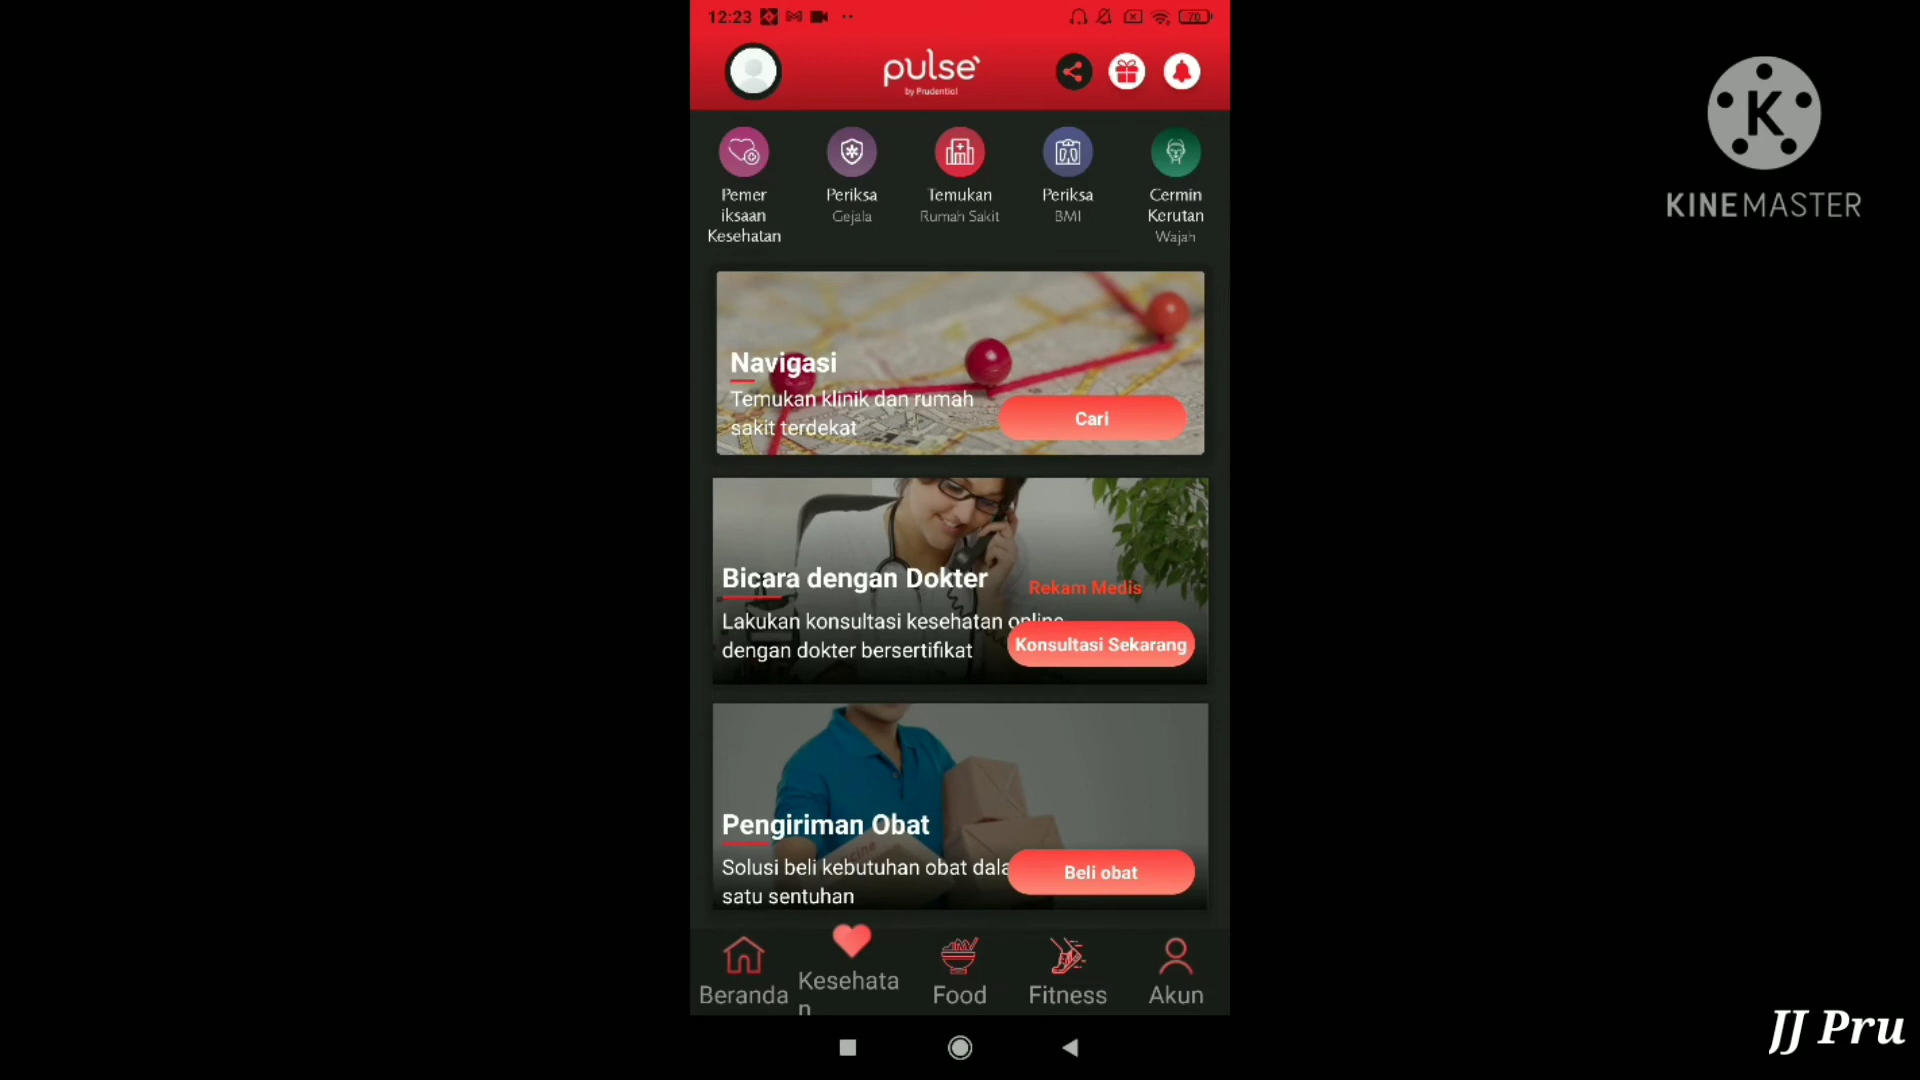 12:23
70
pulse
by Prudential
Pemer
iksaan
Kesehatan
Periksa
Gejala
Temukan
Rumah Sakit
Periksa
BMI
Cermin
Kerutan
Wajah
Navigasi
Temukan klinik dan rumah
sakit terdekat
Cari
Bicara dengan Dokter
Rekam Medis
Lakukan konsultasi kesehatan online
dengan dokter bersertifikat
Konsultasi Sekarang
Pengiriman Obat
Solusi beli kebutuhan obat dala
satu sentuhan
Beli obat
Beranda
Kesehata
n
Food
Fitness
Akun
K
KINEMASTER
JJ Pru